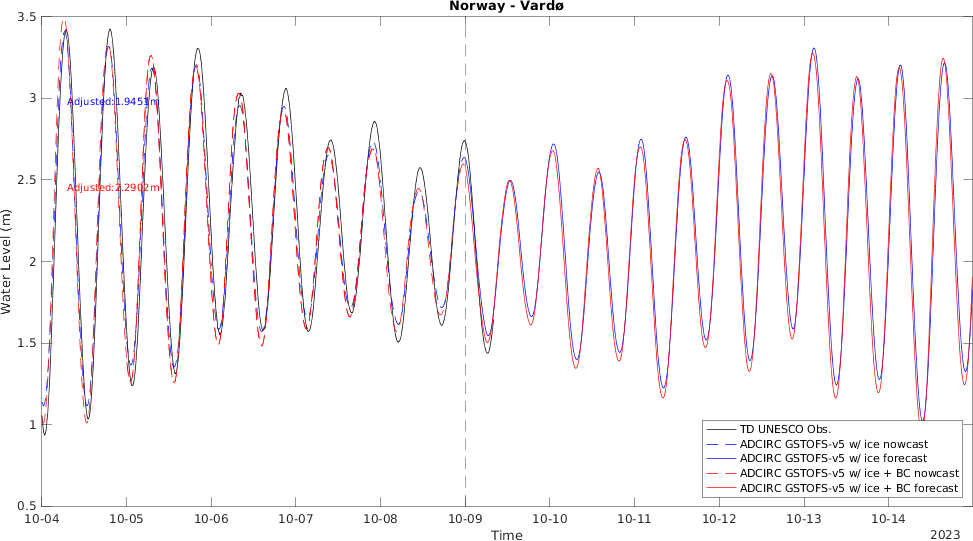 Norway - Vardø
3.5
3
2.5
2
1.5
1
0.5
Water Level (m)
Adjusted:1.9451m
Adjusted:2.2902m
TD UNESCO Obs.
ADCIRC GSTOFS-v5 w/ ice nowcast
ADCIRC GSTOFS-v5 w/ ice forecast
ADCIRC GSTOFS-v5 w/ ice + BC nowcast
ADCIRC GSTOFS-v5 w/ ice + BC forecast
10-04 10-05 10-06 10-07 10-08 10-09 10-10 10-11 10-12 10-13 10-14
Time
2023